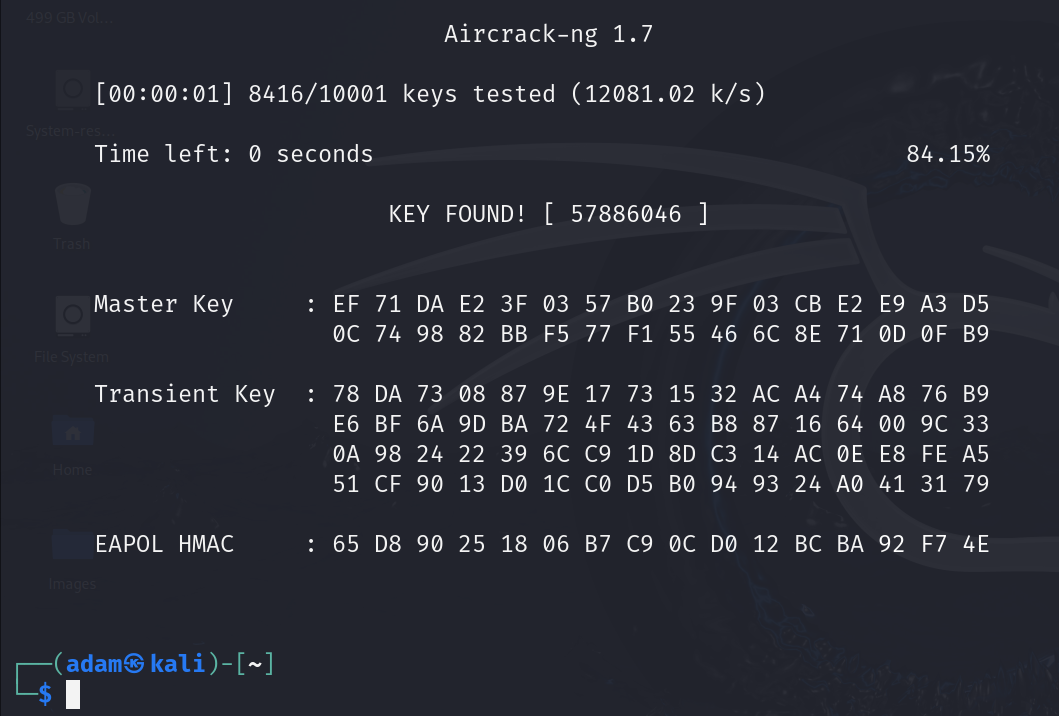 499 GB Vol...
Aircrack-ng 1.7
[00:00:01] 8416/10001 keys tested (12081.02 k/s)
System-res...
Time left: 0 seconds 84.15%
KEY FOUND! [ 57886046 ]
Trash
Master Key : EF 71 DA E2 3F 03 57 B0 23 9F 03 CB E2 E9 A3 D5
0C 74 98 82 BB F5 77 F1 55 46 6C 8E 71 0D 0F B9
File System
Transient Key : 78 DA 73 08 87 9E 17 73 15 32 AC A4 74 A8 76 B9
E6 BF 6A 9D BA 72 4F 43 63 B8 87 16 64 00 9C 33
0A 98 24 22 39 6C C9 1D 8D C3 14 AC 0E E8 FE A5
Home
51 CF 90 13 D0 1C C0 D5 B0 94 93 24 A0 41 31 79
EAPOL HMAC : 65 D8 90 25 18 06 B7 C9 0C D0 12 BC BA 92 F7 4E
Images
┌──(adam㉿kali)-[~]
└─$